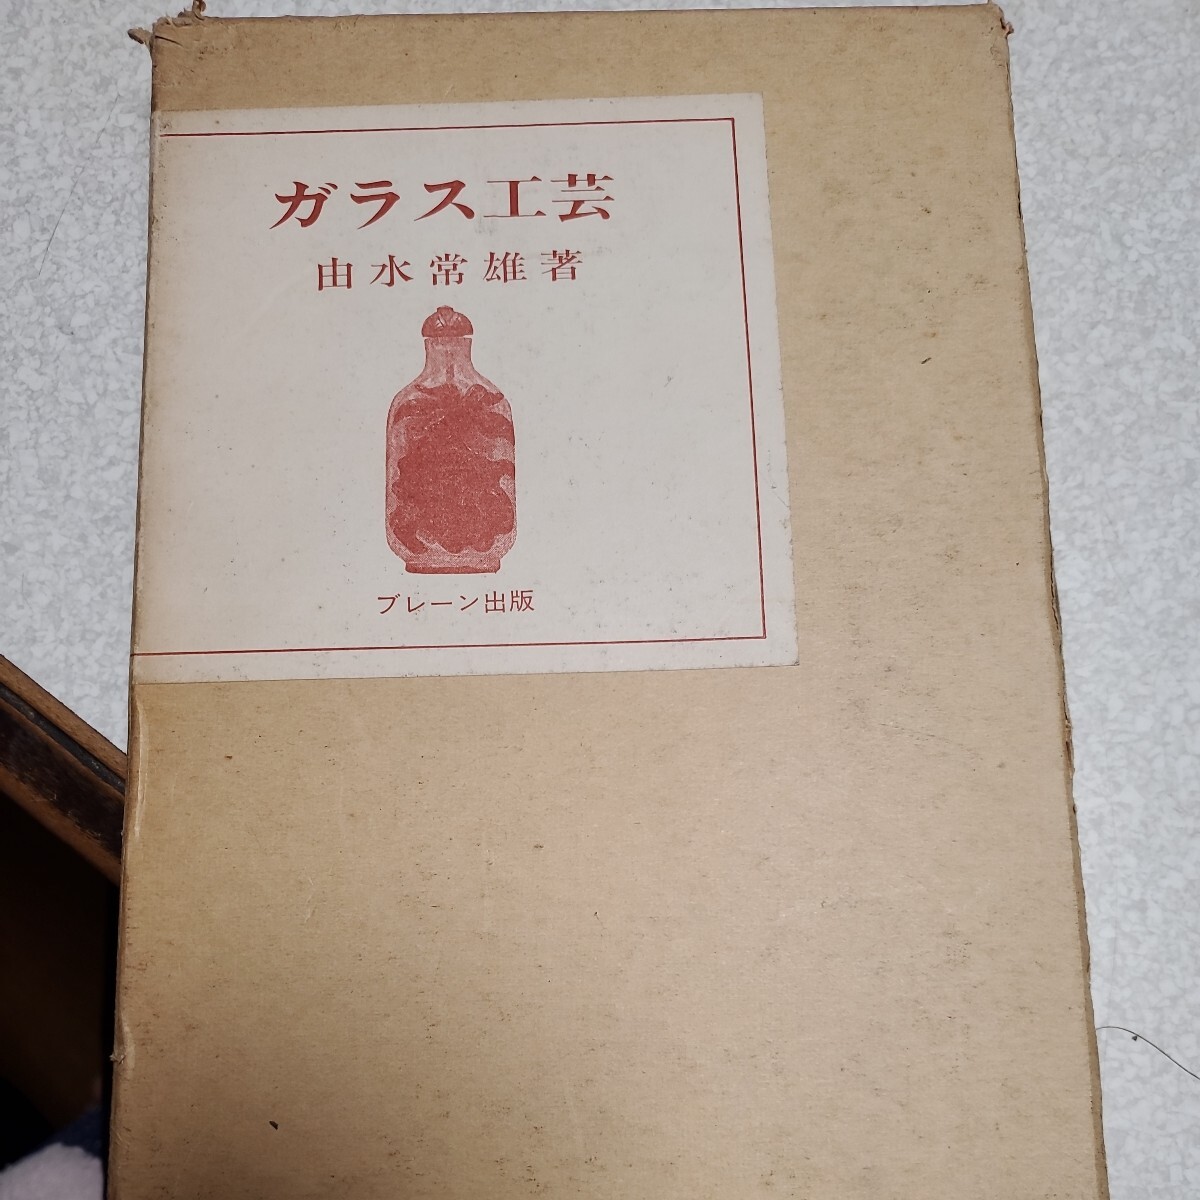 ガラス工芸
由水常雄著
ブレーン出版